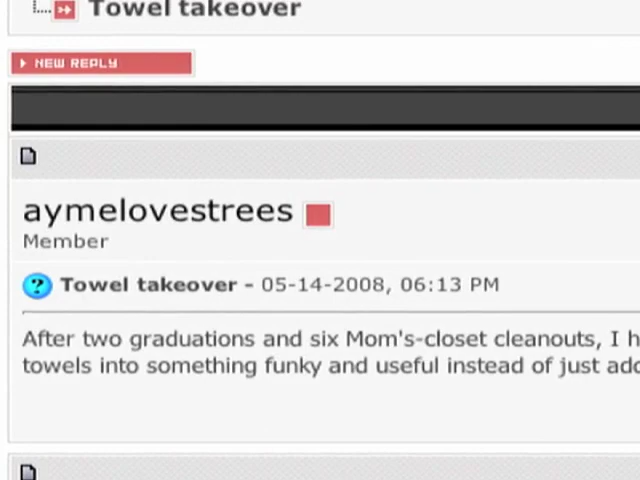 Towel takeover
NEW REPLY
aymelovestrees
Member
Towel takeover - 05-14-2008, 06:13 PM
After two graduations and six Mom's-closet cleanouts, I h
towels into something funky and useful instead of just add